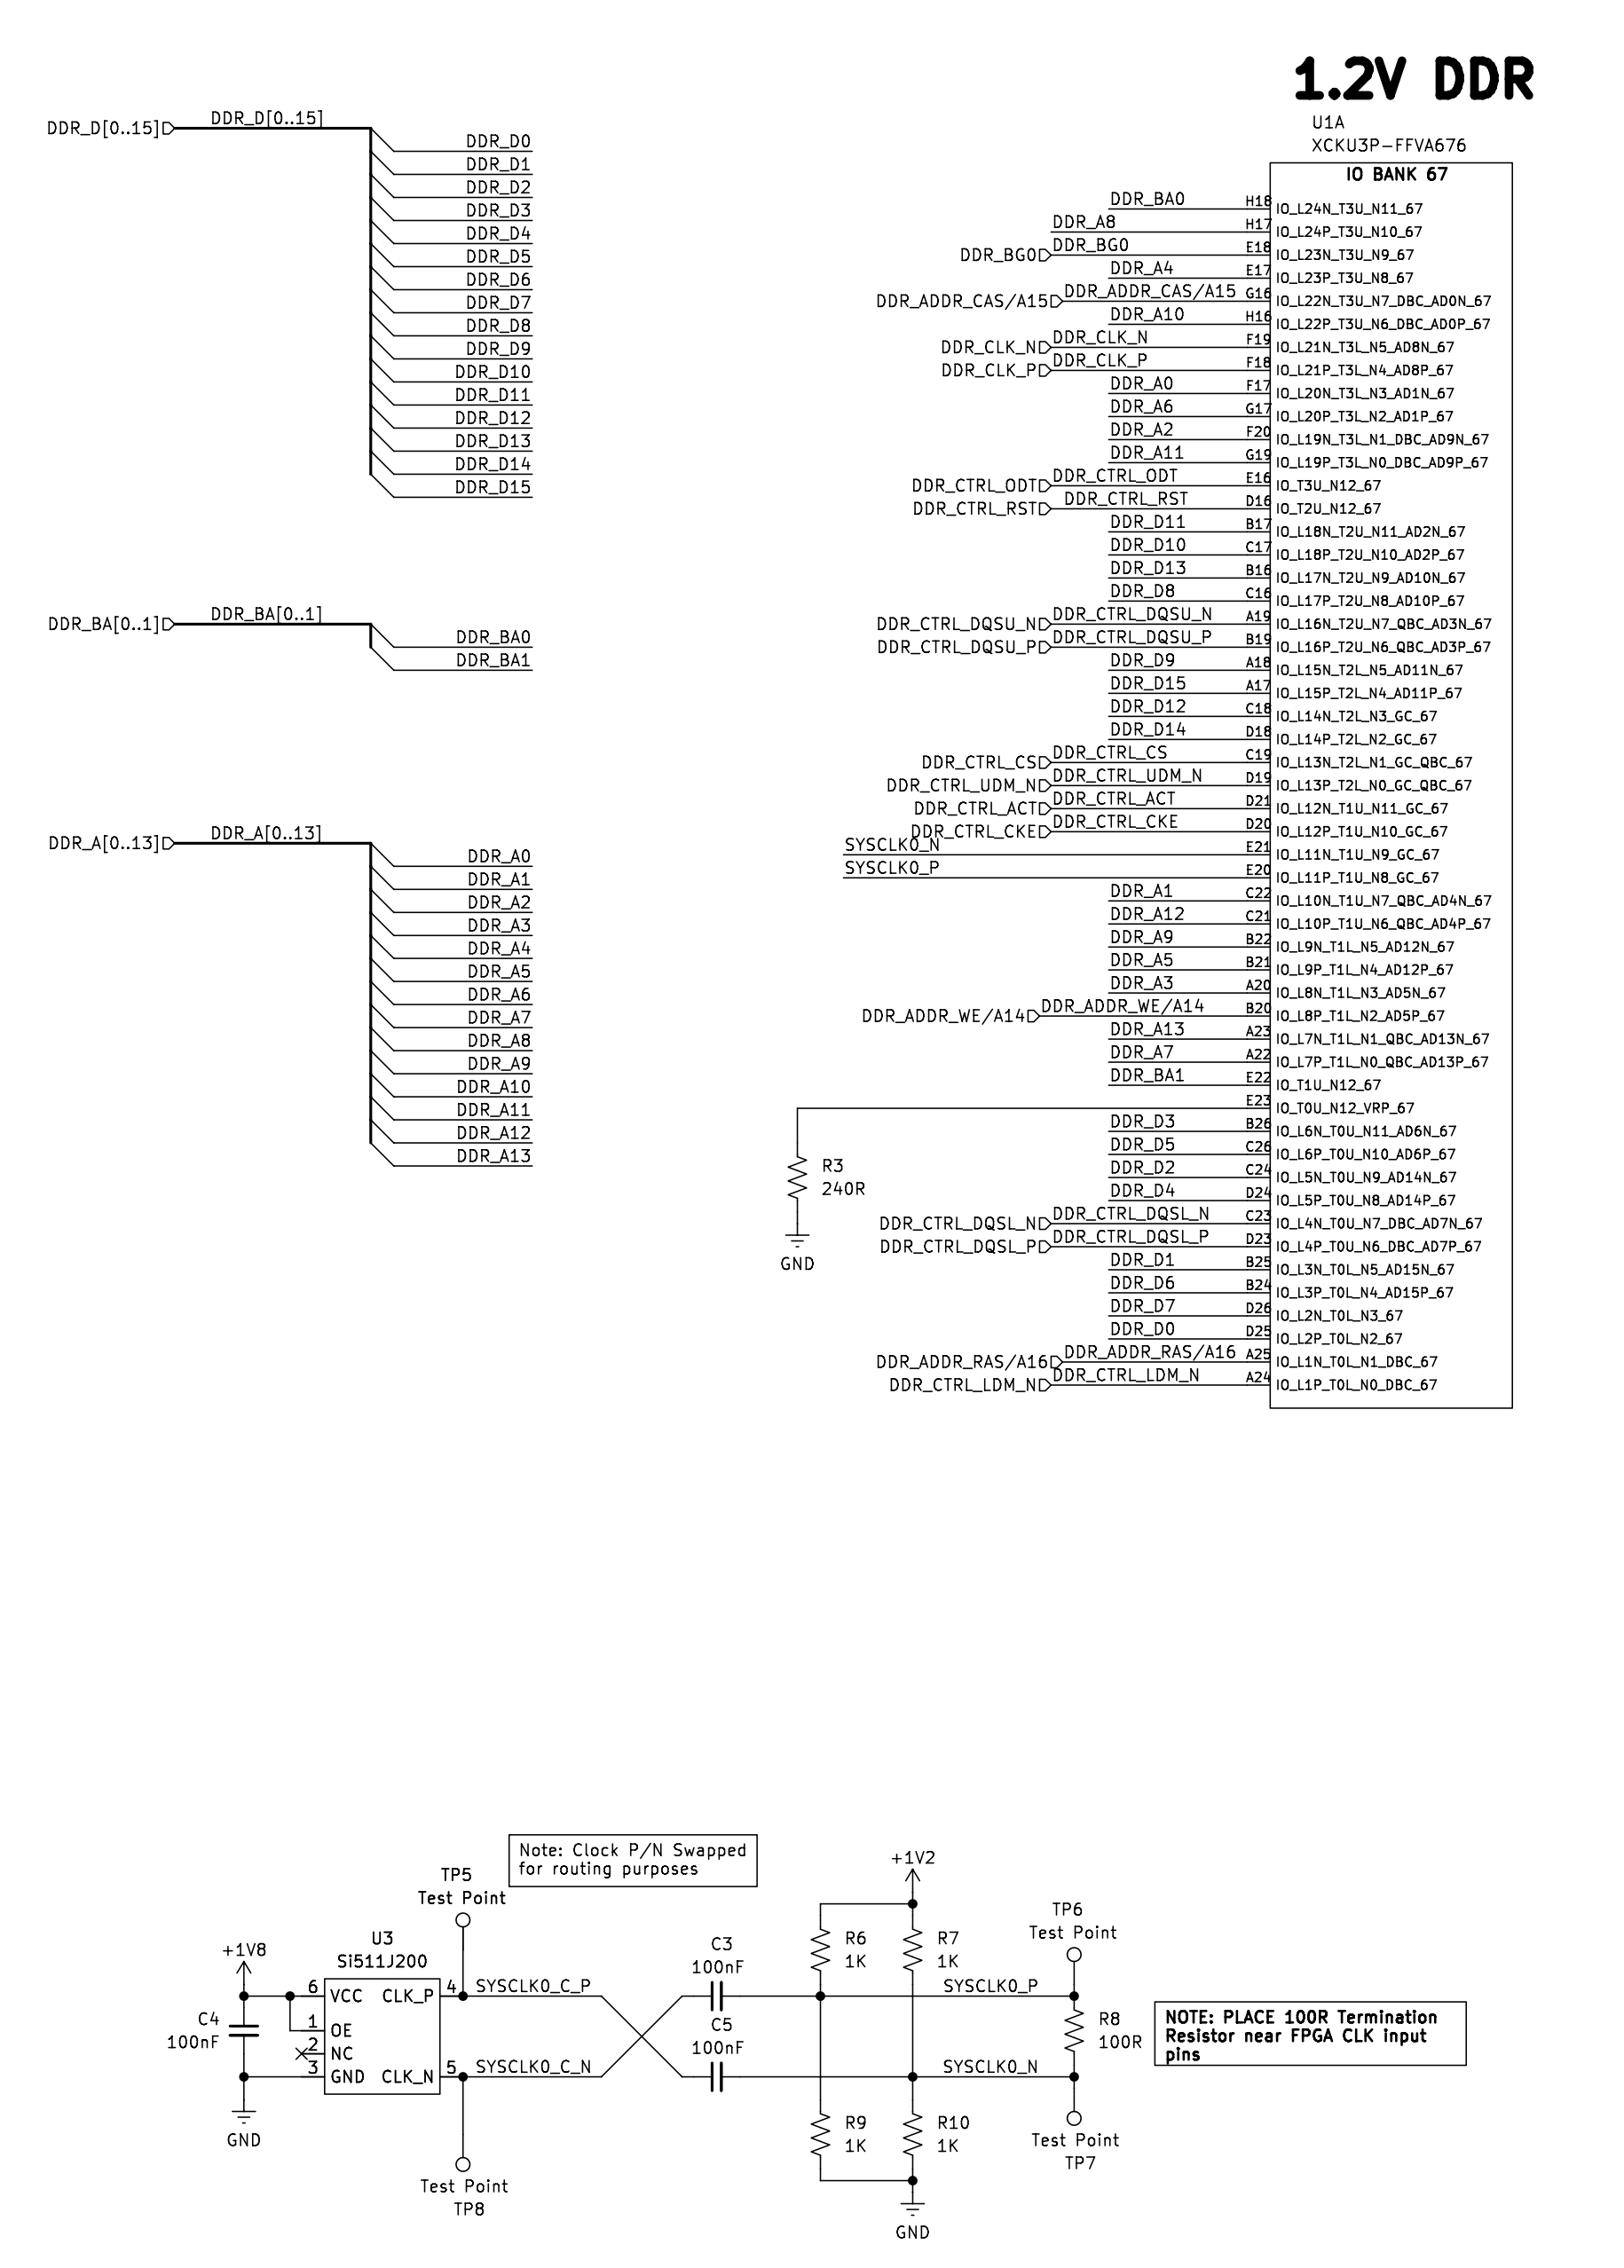 1.2V DDR
DDR_D[0..15] DDR_D[0..15]
DDR_D0
DDR_D1
DDR_D2
DDR_D3
DDR_D4
DDR_D5
DDR_D6
DDR_D7
DDR_D8
DDR_D9
DDR_D10
DDR_D11
DDR_D12
DDR_D13
DDR_D14
DDR_D15
DDR_BA[0..1] DDR_BA[0..1]
DDR_BA0
DDR_BA1
DDR_A[0..13] DDR_A[0..13]
DDR_A0
DDR_A1
DDR_A2
DDR_A3
DDR_A4
DDR_A5
DDR_A6
DDR_A7
DDR_A8
DDR_A9
DDR_A10
DDR_A11
DDR_A12
DDR_A13
U1A
XCKU3P-FFVA676
IO BANK 67
DDR_BA0 H18 IO_L24N_T3U_N11_67
DDR_A8 H17 IO_L24P_T3U_N10_67
DDR_BG0 DDR_BG0 E18 IO_L23N_T3U_N9_67
DDR_A4 E17 IO_L23P_T3U_N8_67
DDR_ADDR_CAS/A15 DDR_ADDR_CAS/A15 G16 IO_L22N_T3U_N7_DBC_AD0N_67
DDR_A10 H16 IO_L22P_T3U_N6_DBC_AD0P_67
DDR_CLK_N DDR_CLK_N F19 IO_L21N_T3L_N5_AD8N_67
DDR_CLK_P DDR_CLK_P F18 IO_L21P_T3L_N4_AD8P_67
DDR_A0 F17 IO_L20N_T3L_N3_AD1N_67
DDR_A6 G17 IO_L20P_T3L_N2_AD1P_67
DDR_A2 F20 IO_L19N_T3L_N1_DBC_AD9N_67
DDR_A11 G19 IO_L19P_T3L_N0_DBC_AD9P_67
DDR_CTRL_ODT DDR_CTRL_ODT E16 IO_T3U_N12_67
DDR_CTRL_RST DDR_CTRL_RST D16 IO_T2U_N12_67
DDR_D11 B17 IO_L18N_T2U_N11_AD2N_67
DDR_D10 C17 IO_L18P_T2U_N10_AD2P_67
DDR_D13 B16 IO_L17N_T2U_N9_AD10N_67
DDR_D8 C16 IO_L17P_T2U_N8_AD10P_67
DDR_CTRL_DQSU_N DDR_CTRL_DQSU_N A19 IO_L16N_T2U_N7_QBC_AD3N_67
DDR_CTRL_DQSU_P DDR_CTRL_DQSU_P B19 IO_L16P_T2U_N6_QBC_AD3P_67
DDR_D9 A18 IO_L15N_T2L_N5_AD11N_67
DDR_D15 A17 IO_L15P_T2L_N4_AD11P_67
DDR_D12 C18 IO_L14N_T2L_N3_GC_67
DDR_D14 D18 IO_L14P_T2L_N2_GC_67
DDR_CTRL_CS DDR_CTRL_CS C19 IO_L13N_T2L_N1_GC_QBC_67
DDR_CTRL_UDM_N DDR_CTRL_UDM_N D19 IO_L13P_T2L_N0_GC_QBC_67
DDR_CTRL_ACT DDR_CTRL_ACT D21 IO_L12N_T1U_N11_GC_67
DDR_CTRL_CKE DDR_CTRL_CKE D20 IO_L12P_T1U_N10_GC_67
SYSCLK0_N E21 IO_L11N_T1U_N9_GC_67
SYSCLK0_P E20 IO_L11P_T1U_N8_GC_67
DDR_A1 C22 IO_L10N_T1U_N7_QBC_AD4N_67
DDR_A12 C21 IO_L10P_T1U_N6_QBC_AD4P_67
DDR_A9 B22 IO_L9N_T1L_N5_AD12N_67
DDR_A5 B21 IO_L9P_T1L_N4_AD12P_67
DDR_A3 A20 IO_L8N_T1L_N3_AD5N_67
DDR_ADDR_WE/A14 DDR_ADDR_WE/A14 B20 IO_L8P_T1L_N2_AD5P_67
DDR_A13 A23 IO_L7N_T1L_N1_QBC_AD13N_67
DDR_A7 A22 IO_L7P_T1L_N0_QBC_AD13P_67
DDR_BA1 E22 IO_T1U_N12_67
E23 IO_T0U_N12_VRP_67
DDR_D3 B26 IO_L6N_T0U_N11_AD6N_67
DDR_D5 C26 IO_L6P_T0U_N10_AD6P_67
DDR_D2 C24 IO_L5N_T0U_N9_AD14N_67
DDR_D4 D24 IO_L5P_T0U_N8_AD14P_67
DDR_CTRL_DQSL_N DDR_CTRL_DQSL_N C23 IO_L4N_T0U_N7_DBC_AD7N_67
DDR_CTRL_DQSL_P DDR_CTRL_DQSL_P D23 IO_L4P_T0U_N6_DBC_AD7P_67
DDR_D1 B25 IO_L3N_T0L_N5_AD15N_67
DDR_D6 B24 IO_L3P_T0L_N4_AD15P_67
DDR_D7 D26 IO_L2N_T0L_N3_67
DDR_D0 D25 IO_L2P_T0L_N2_67
DDR_ADDR_RAS/A16 DDR_ADDR_RAS/A16 A25 IO_L1N_T0L_N1_DBC_67
DDR_CTRL_LDM_N DDR_CTRL_LDM_N A24 IO_L1P_T0L_N0_DBC_67
R3
240R
GND
Note: Clock P/N Swapped
for routing purposes
TP5
Test Point
U3
Si511J200
+1V8
C4
100nF
GND
6 VCC CLK_P 4
1 OE
2 NC
3 GND CLK_N 5
SYSCLK0_C_P
SYSCLK0_C_N
Test Point
TP8
C3
100nF
C5
100nF
+1V2
R6
1K
R7
1K
SYSCLK0_P
SYSCLK0_N
R9
1K
R10
1K
GND
TP6
Test Point
R8
100R
Test Point
TP7
NOTE: PLACE 100R Termination
Resistor near FPGA CLK input
pins